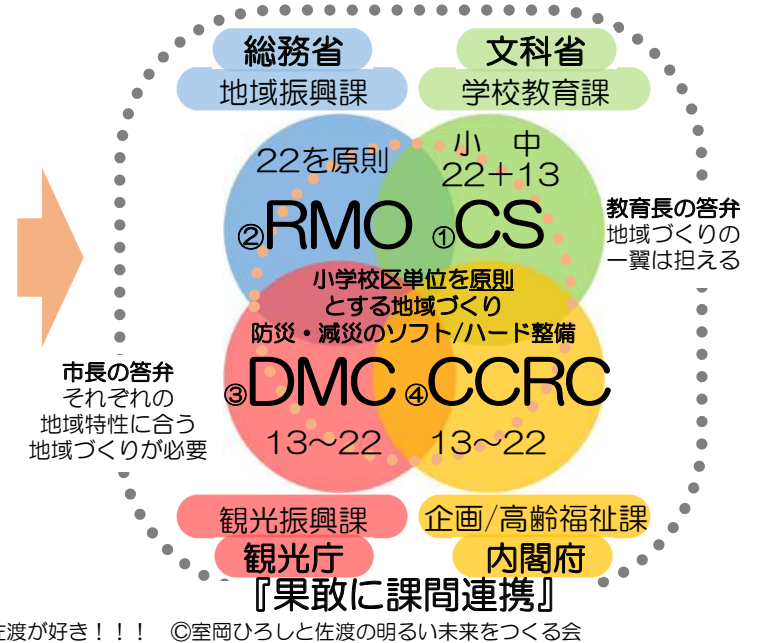 総務省
地域振興課
文科省
学校教育課
22を原則
小 中
22+13
②RMO
①CS
教育長の答弁
地域づくりの
一翼は担える
小学校区単位を原則
とする地域づくり
防災・減災のソフト/ハード整備
市長の答弁
それぞれの
地域特性に合う
地域づくりが必要
③DMC
④CCRC
13～22
13～22
観光振興課
観光庁
企画/高齢福祉課
内閣府
『果敢に課間連携』
佐渡が好き！！！ ©室岡ひろしと佐渡の明るい未来をつくる会